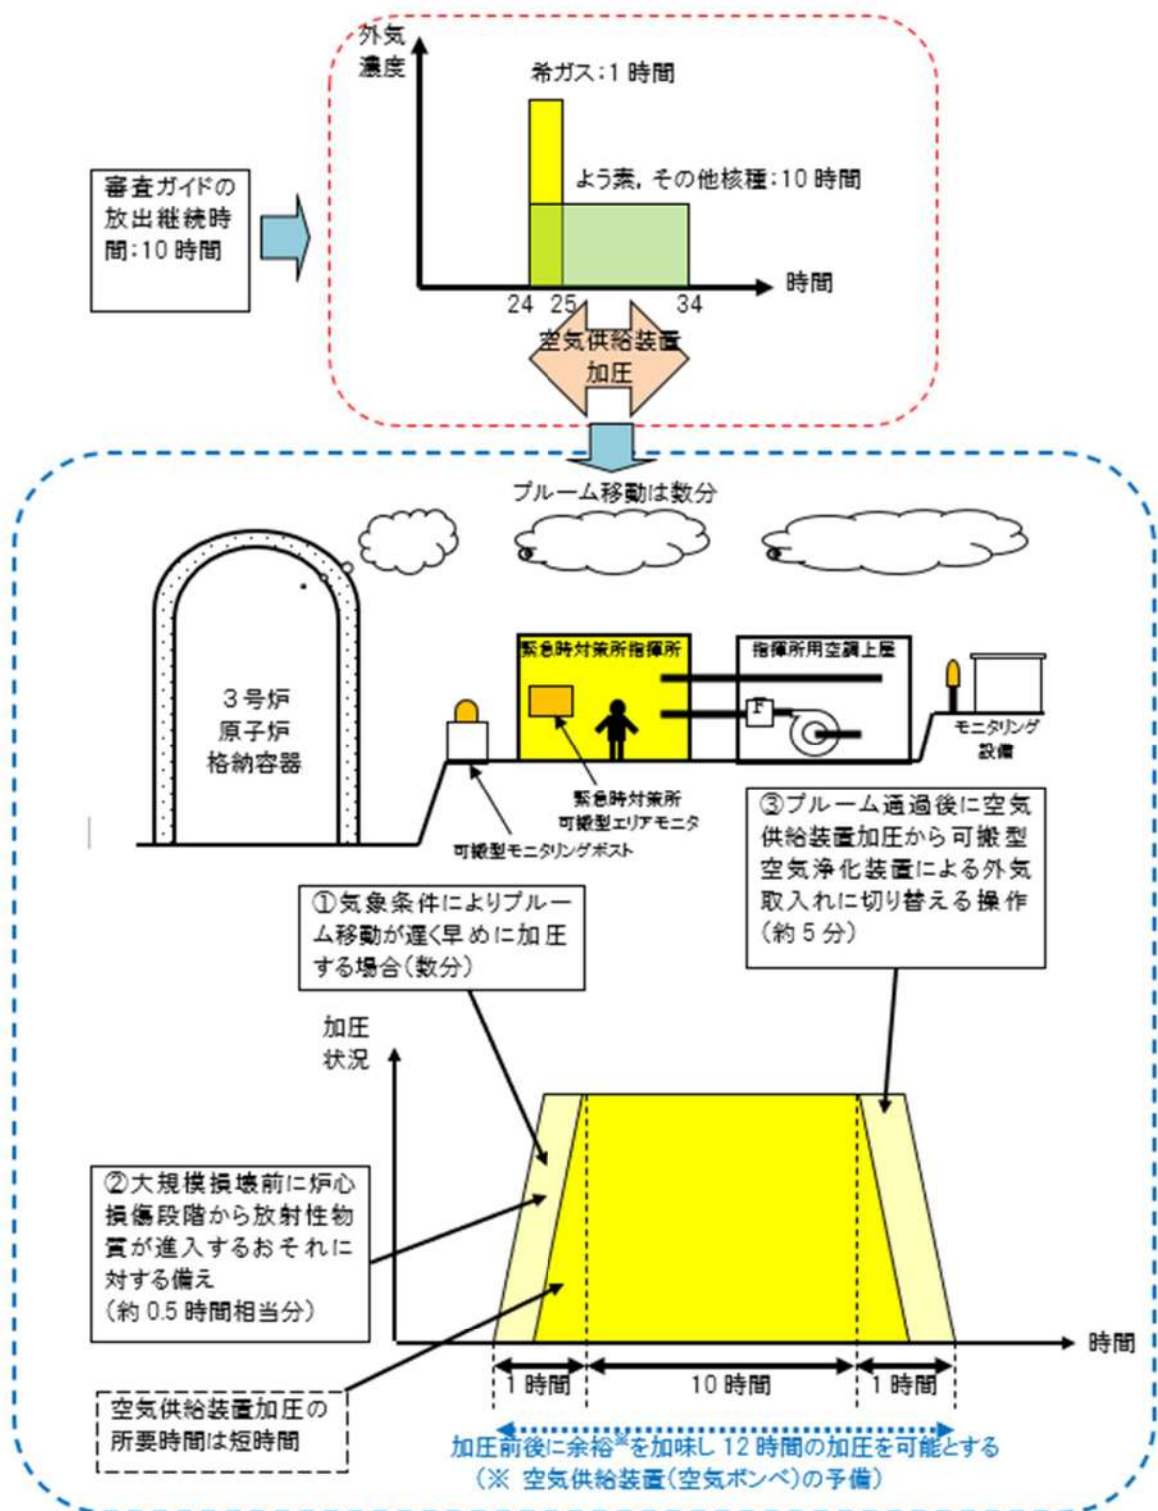 外気
濃度
希ガス：1 時間
よう素，その他核種：10 時間
審査ガイドの
放出継続時
間：10 時間
時間
24
25
34
空気供給装置
加圧
プルーム移動は数分
３号炉
原子炉
格納容器
緊急時対策所指揮所
指揮所用空調上屋
F
モニタリング
設備
緊急時対策所
可搬型エリアモニタ
可搬型モニタリングポスト
③プルーム通過後に空気
供給装置加圧から可搬型
空気浄化装置による外気
取入れに切り替える操作
(約 5 分)
①気象条件によりプルー
ム移動が遅く早めに加圧
する場合(数分)
加圧
状況
②大規模損壊前に炉心
損傷段階から放射性物
質が進入するおそれに
対する備え
(約 0.5 時間相当分)
時間
1 時間
10 時間
1 時間
空気供給装置加圧の
所要時間は短時間
加圧前後に余裕※を加味し 12 時間の加圧を可能とする
(※ 空気供給装置(空気ボンベ)の予備)